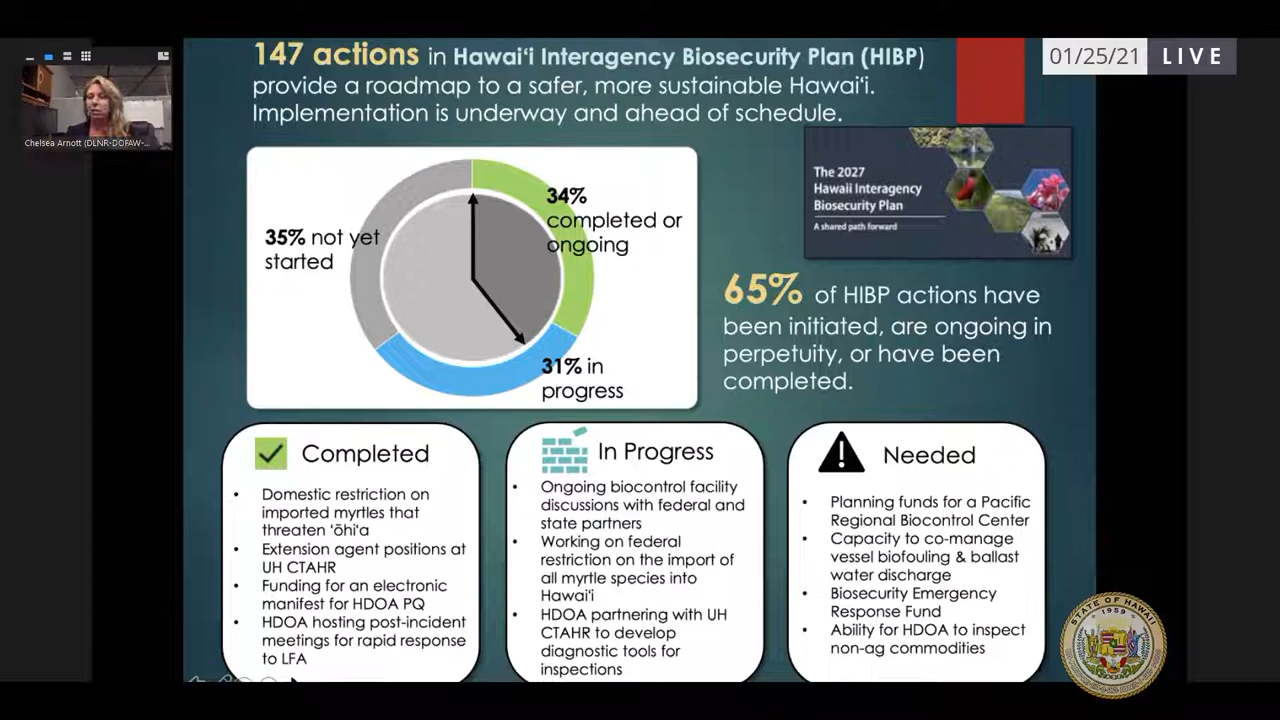 147 actions in Hawaiʻi Interagency Biosecurity Plan (HIBP)
provide a roadmap to a safer, more sustainable Hawaiʻi.
Implementation is underway and ahead of schedule.
01/25/21 LIVE
Chelsea Arnott (DLNR-DOFAW-...
34%
completed or
ongoing
35% not yet
started
31% in
progress
The 2027
Hawaii Interagency
Biosecurity Plan
A shared path forward
65% of HIBP actions have
been initiated, are ongoing in
perpetuity, or have been
completed.
Completed
• Domestic restriction on
imported myrtles that
threaten ʻōhiʻa
• Extension agent positions at
UH CTAHR
• Funding for an electronic
manifest for HDOA PQ
• HDOA hosting post-incident
meetings for rapid response
to LFA
In Progress
• Ongoing biocontrol facility
discussions with federal and
state partners
• Working on federal
restriction on the import of
all myrtle species into
Hawaiʻi
• HDOA partnering with UH
CTAHR to develop
diagnostic tools for
inspections
Needed
• Planning funds for a Pacific
Regional Biocontrol Center
• Capacity to co-manage
vessel biofouling & ballast
water discharge
• Biosecurity Emergency
Response Fund
• Ability for HDOA to inspect
non-ag commodities
STATE OF HAWAII
1959